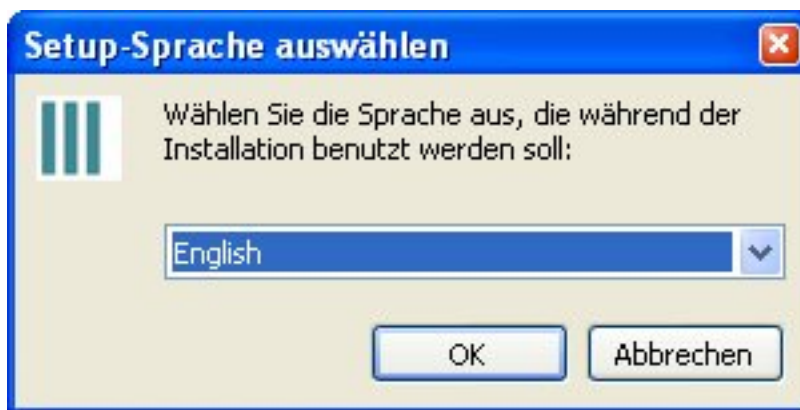 Setup-Sprache auswählen
Wählen Sie die Sprache aus, die während der
Installation benutzt werden soll:
English
OK
Abbrechen